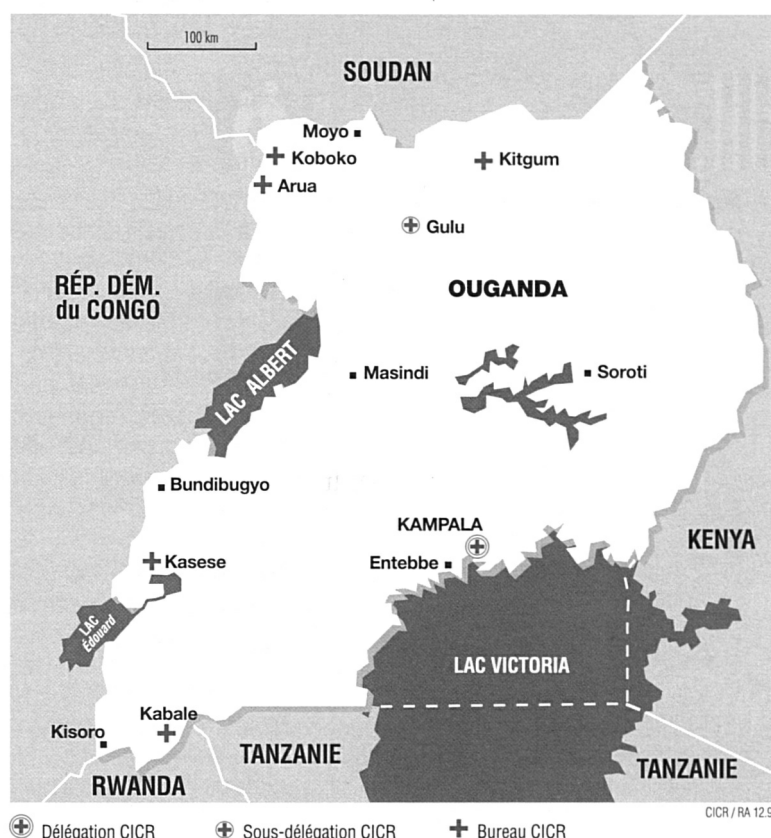 100 km
SOUDAN
Moyo
Koboko
Kitgum
Arua
Gulu
RÉP. DÉM.
du CONGO
OUGANDA
LAC ALBERT
Masindi
Soroti
Bundibugyo
KAMPALA
KENYA
Kasese
Entebbe
LAC
Édouard
LAC VICTORIA
Kabale
Kisoro
TANZANIE
TANZANIE
RWANDA
CICR / RA 12.9
Délégation CICR
Sous-délégation CICR
Bureau CICR